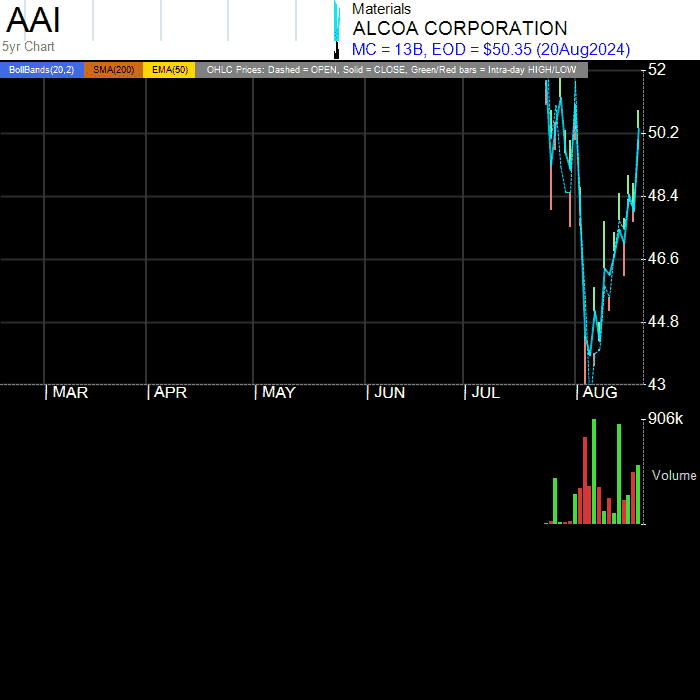 AAI
5yr Chart
Materials
ALCOA CORPORATION
MC = 13B, EOD = $50.35 (20Aug2024)
BollBands(20,2) SMA(200) EMA(50) OHLC Prices: Dashed = OPEN, Solid = CLOSE, Green/Red bars = Intra-day HIGH/LOW
52
50.2
48.4
46.6
44.8
43
| MAR | APR | MAY | JUN | JUL | AUG
906k
Volume